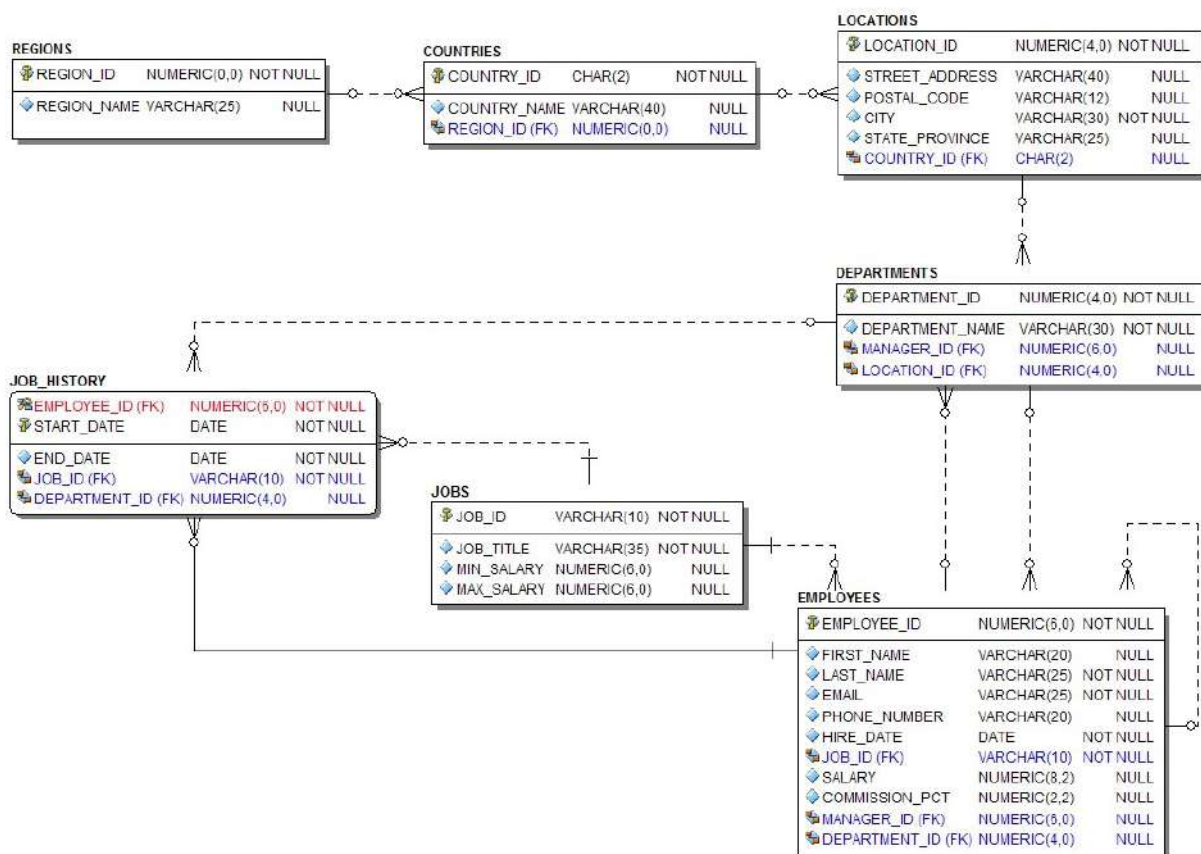 REGIONS
REGION_ID NUMERIC(0,0) NOT NULL
REGION_NAME VARCHAR(25) NULL
COUNTRIES
COUNTRY_ID CHAR(2) NOT NULL
COUNTRY_NAME VARCHAR(40) NULL
REGION_ID (FK) NUMERIC(0,0) NULL
LOCATIONS
LOCATION_ID NUMERIC(4,0) NOT NULL
STREET_ADDRESS VARCHAR(40) NULL
POSTAL_CODE VARCHAR(12) NULL
CITY VARCHAR(30) NOT NULL
STATE_PROVINCE VARCHAR(25) NULL
COUNTRY_ID (FK) CHAR(2) NULL
DEPARTMENTS
DEPARTMENT_ID NUMERIC(4,0) NOT NULL
DEPARTMENT_NAME VARCHAR(30) NOT NULL
MANAGER_ID (FK) NUMERIC(6,0) NULL
LOCATION_ID (FK) NUMERIC(4,0) NULL
JOB_HISTORY
EMPLOYEE_ID (FK) NUMERIC(6,0) NOT NULL
START_DATE DATE NOT NULL
END_DATE DATE NOT NULL
JOB_ID (FK) VARCHAR(10) NOT NULL
DEPARTMENT_ID (FK) NUMERIC(4,0) NULL
JOBS
JOB_ID VARCHAR(10) NOT NULL
JOB_TITLE VARCHAR(35) NOT NULL
MIN_SALARY NUMERIC(6,0) NULL
MAX_SALARY NUMERIC(6,0) NULL
EMPLOYEES
EMPLOYEE_ID NUMERIC(6,0) NOT NULL
FIRST_NAME VARCHAR(20) NULL
LAST_NAME VARCHAR(25) NOT NULL
EMAIL VARCHAR(25) NOT NULL
PHONE_NUMBER VARCHAR(20) NULL
HIRE_DATE DATE NOT NULL
JOB_ID (FK) VARCHAR(10) NOT NULL
SALARY NUMERIC(8,2) NULL
COMMISSION_PCT NUMERIC(2,2) NULL
MANAGER_ID (FK) NUMERIC(6,0) NULL
DEPARTMENT_ID (FK) NUMERIC(4,0) NULL